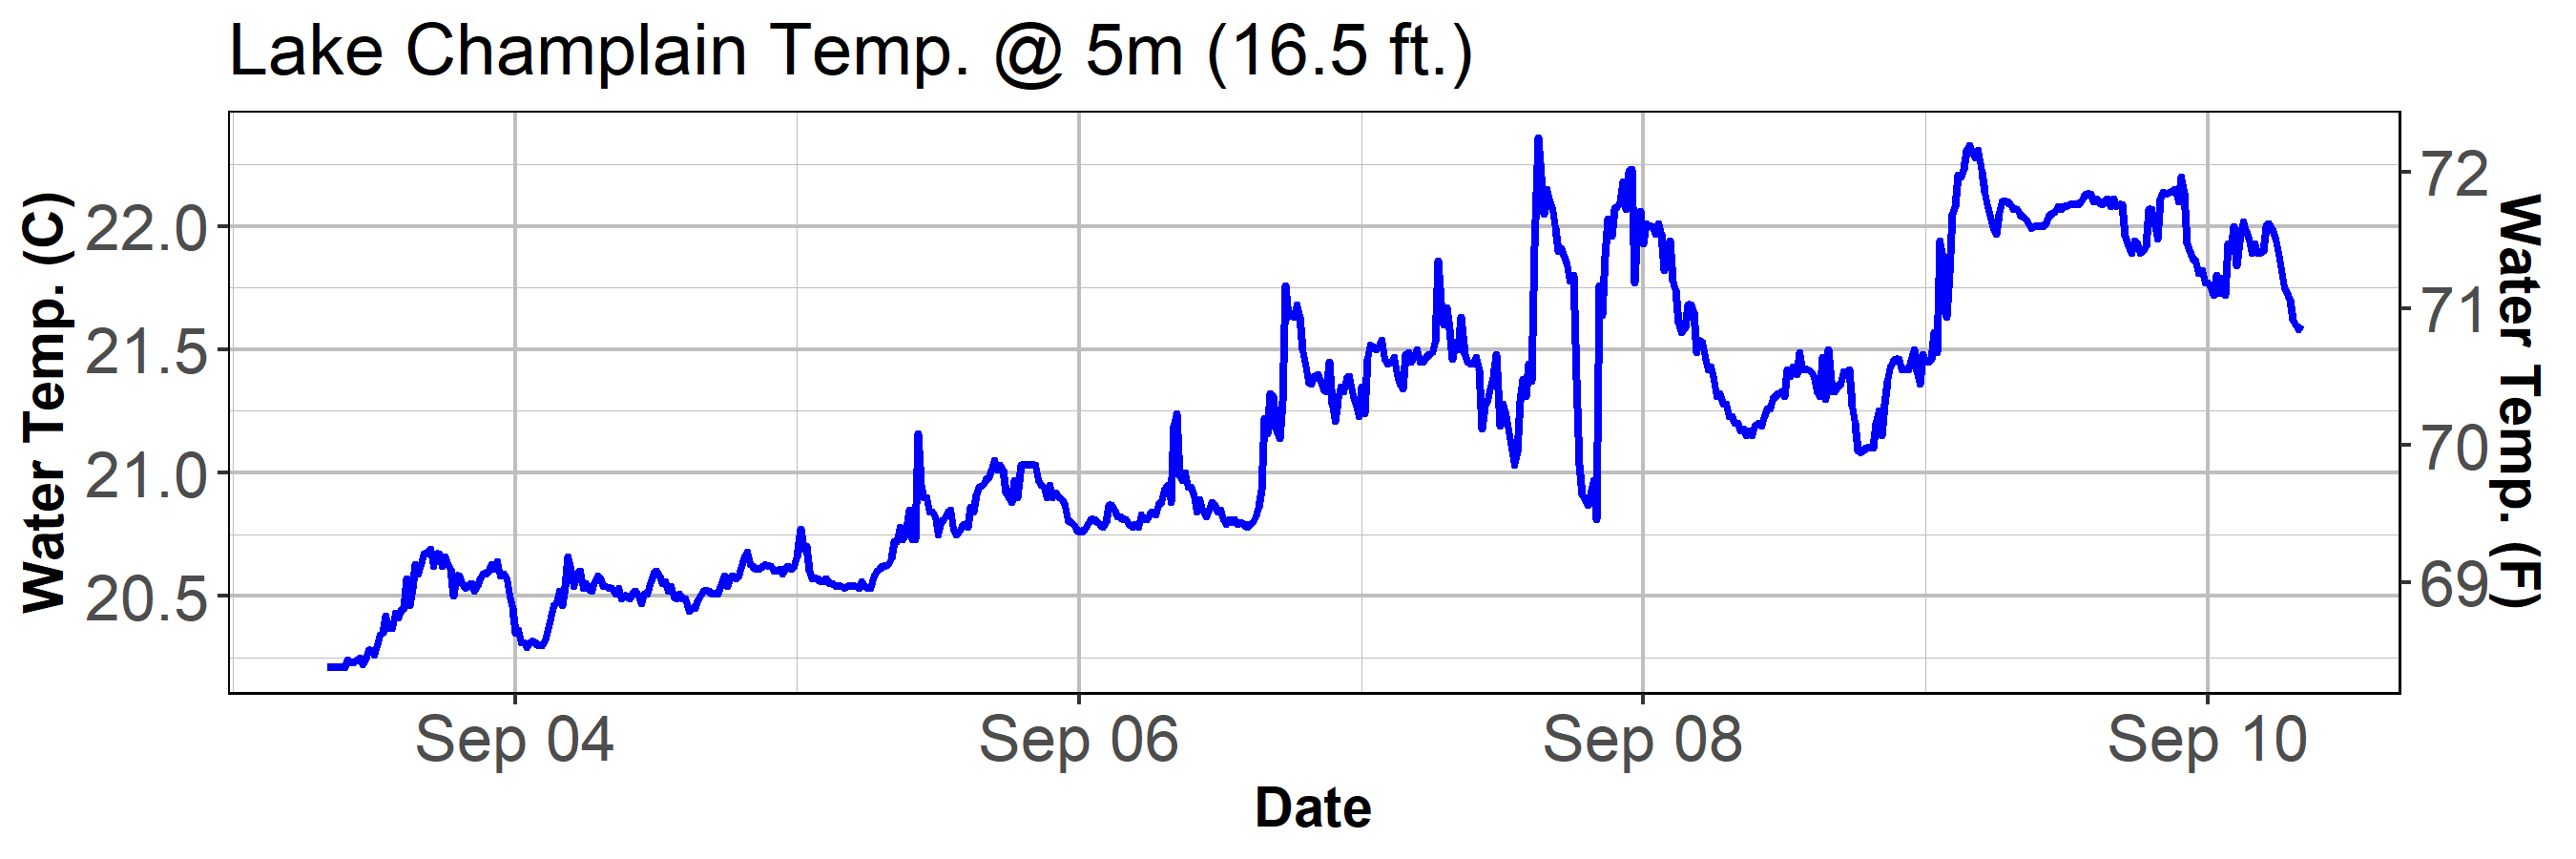 Lake Champlain Temp. @ 5m (16.5 ft.)
Water Temp. (C)
22.0
21.5
21.0
20.5
72
71
70
69
Water Temp. (F)
Sep 04 Sep 06 Sep 08 Sep 10
Date